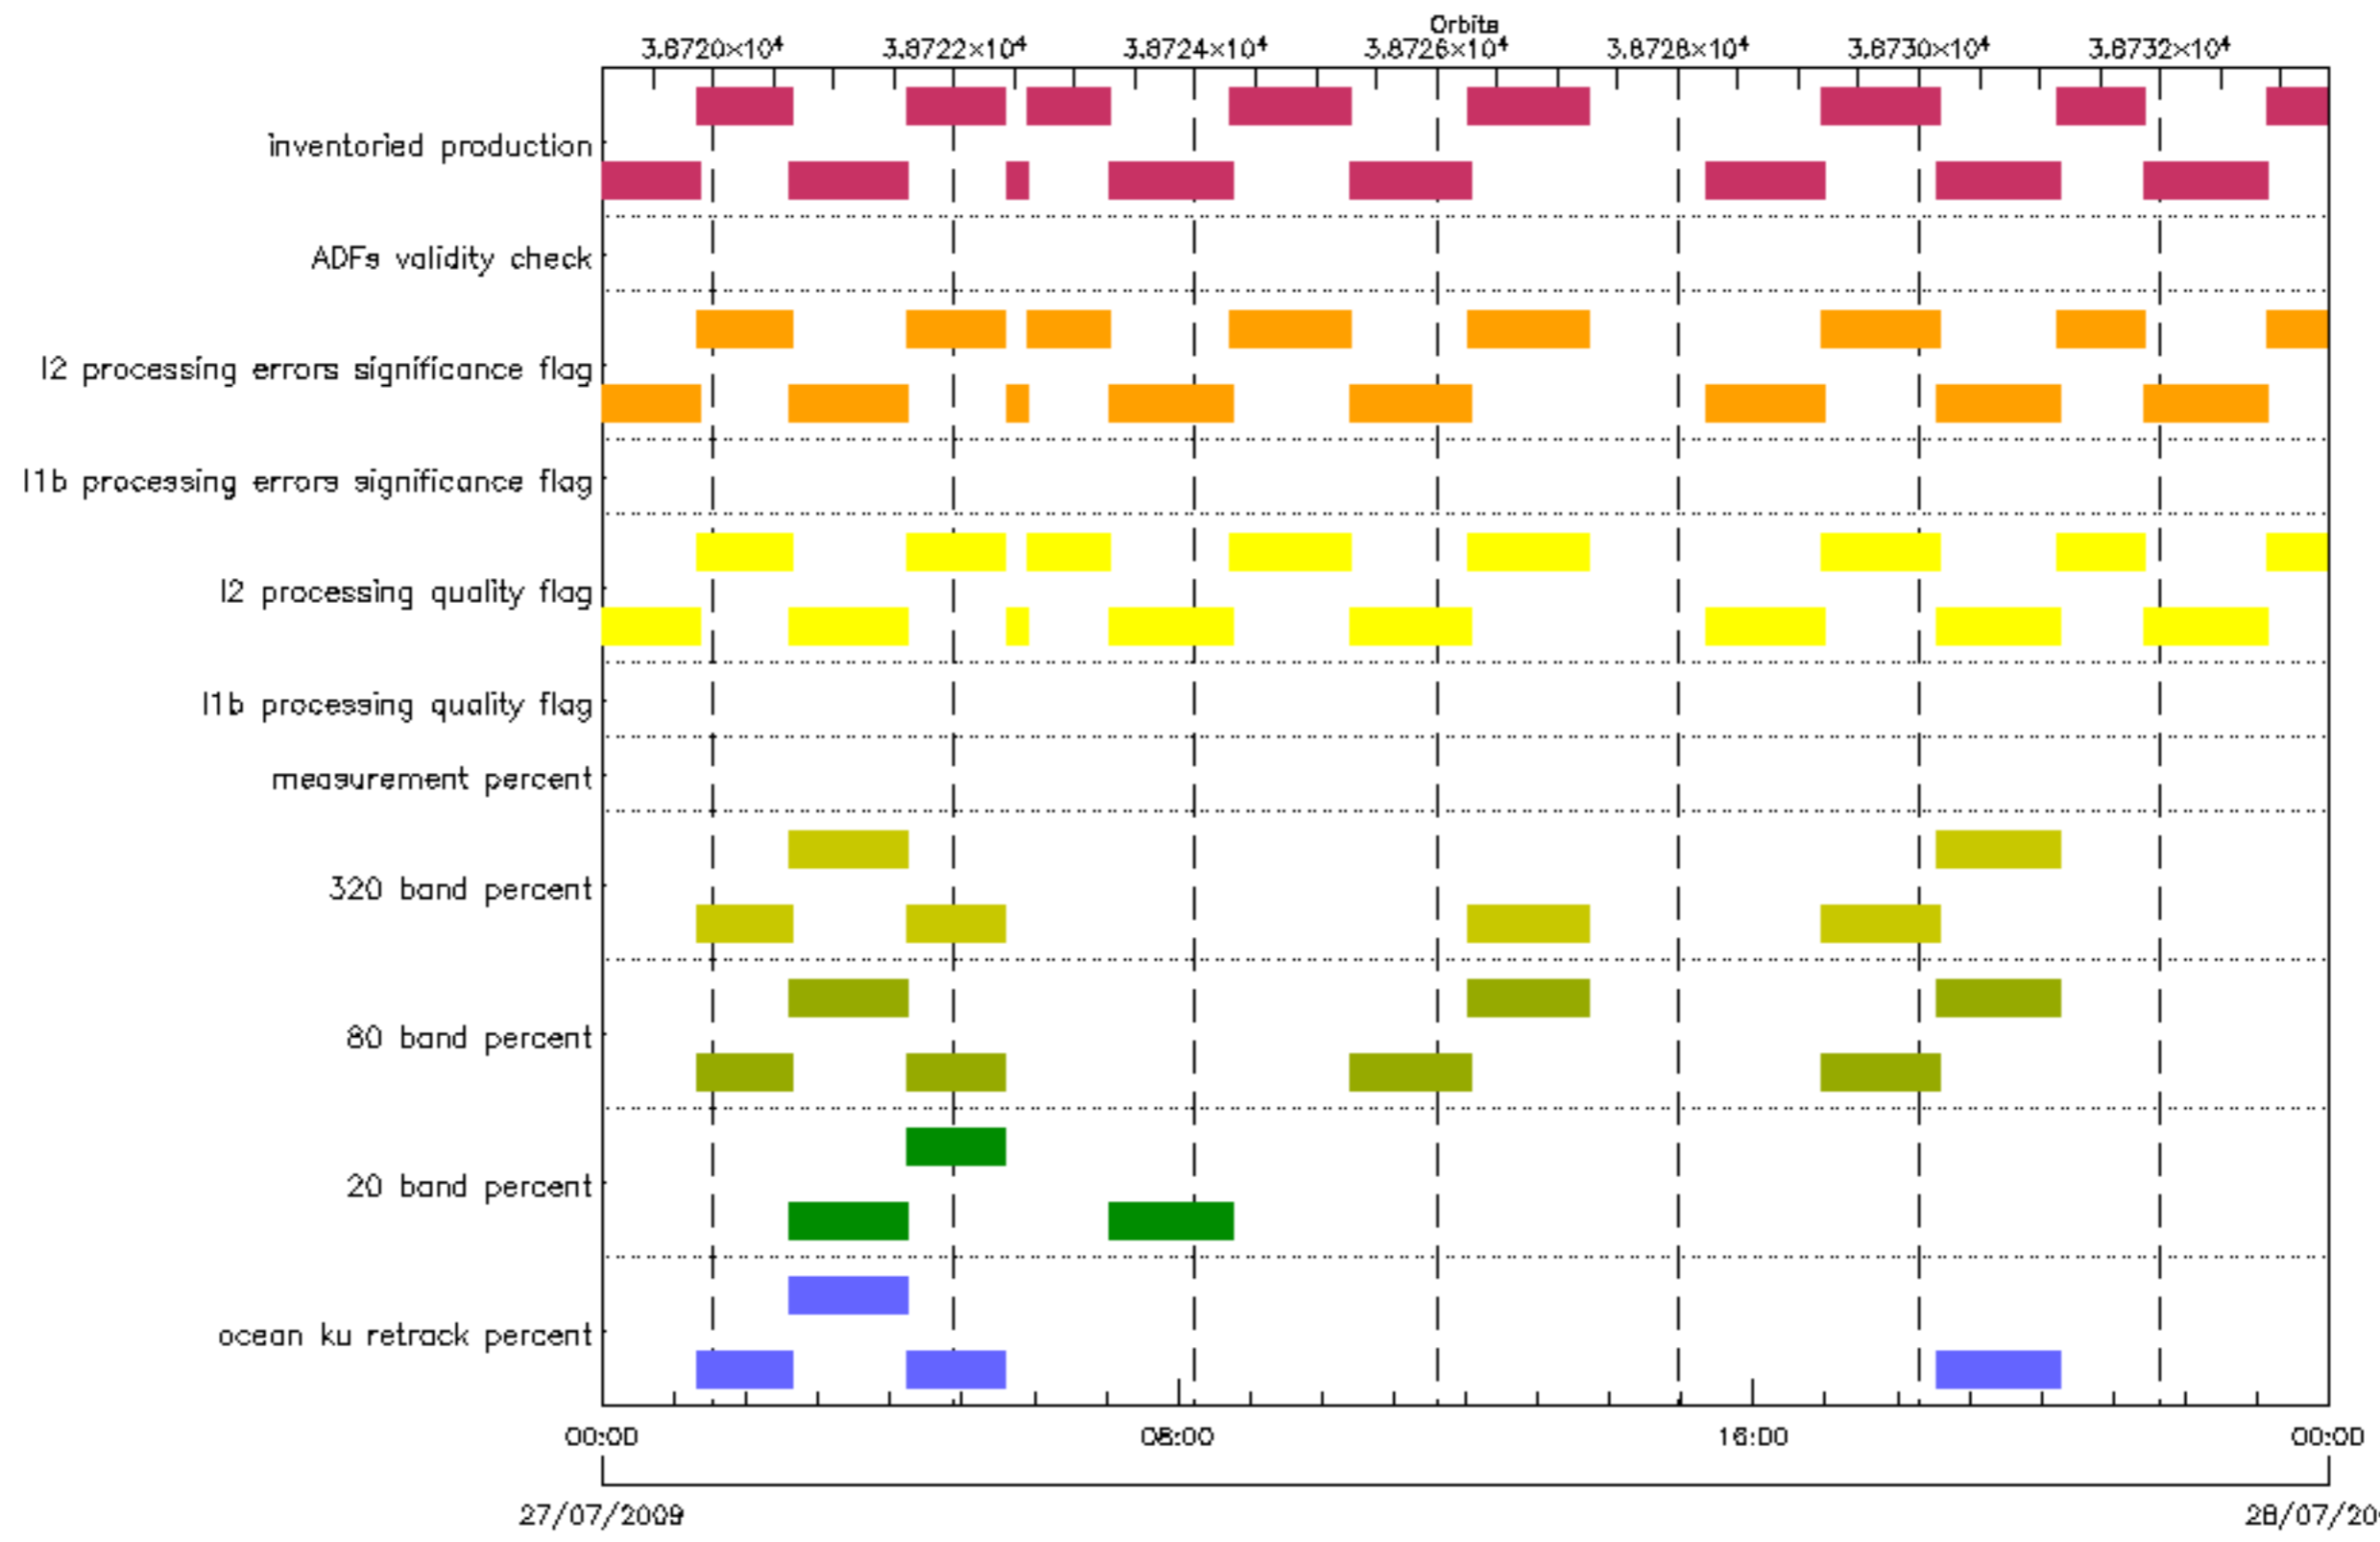 Orbits
3.8720×10⁴ 3.8722×10⁴ 3.8724×10⁴ 3.8726×10⁴ 3.8728×10⁴ 3.8730×10⁴ 3.8732×10⁴
inventoried production
ADFs validity check
l2 processing errors significance flag
l1b processing errors significance flag
l2 processing quality flag
l1b processing quality flag
measurement percent
320 band percent
80 band percent
20 band percent
ocean ku retrack percent
00:00 08:00 16:00 00:00
27/07/2009 28/07/20